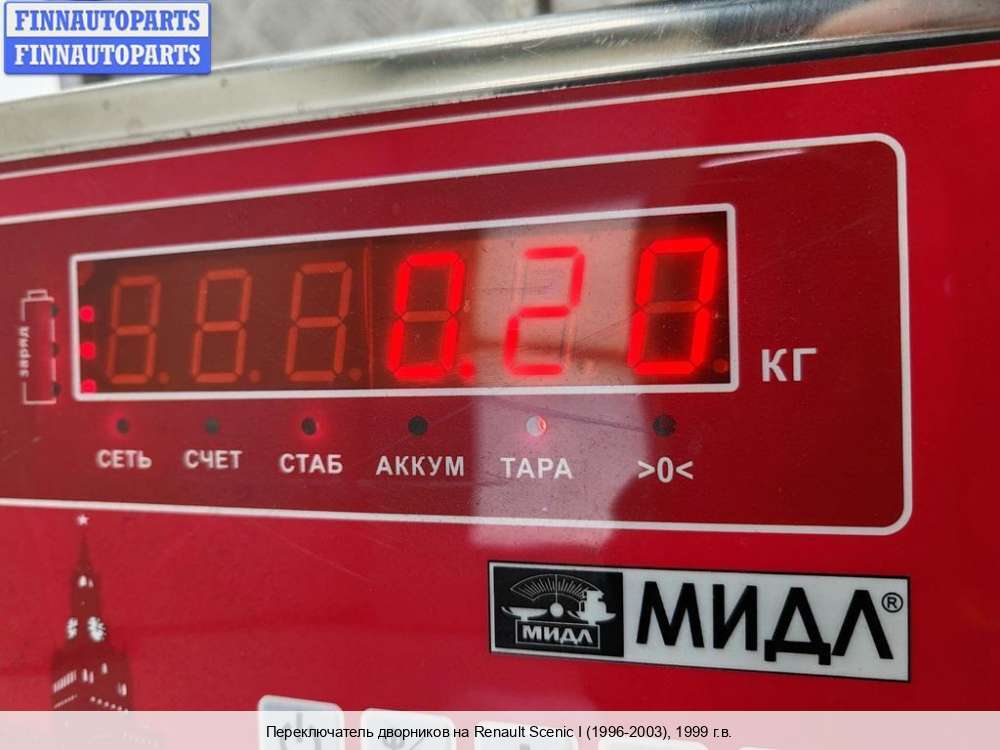 FINNAUTOPARTS
FINNAUTOPARTS
заряд
0.20
КГ
СЕТЬ СЧЕТ СТАБ АККУМ ТАРА >0<
МИДЛ
МИДЛ®
Переключатель дворников на Renault Scenic I (1996-2003), 1999 г.в.